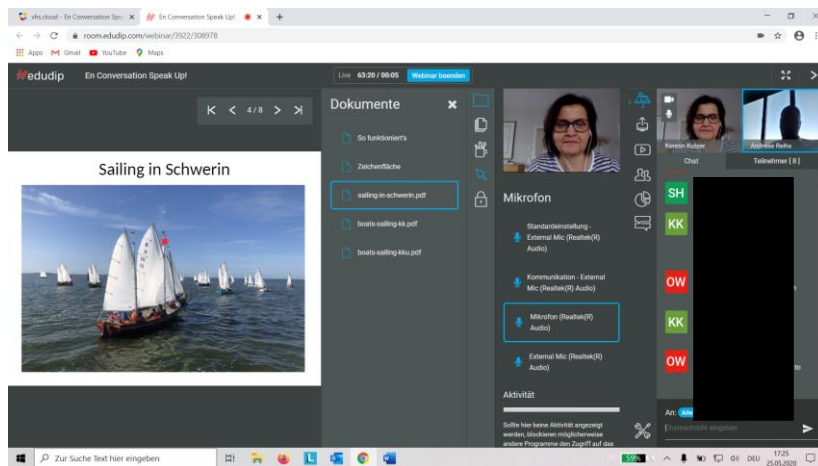 vhs.cloud - En Conversation Spe
En Conversation Speak Up!
room.edudip.com/webinar/3922/308978
Apps
Gmail
YouTube
Maps
edudip
En Conversation Speak Up!
Live 63:20 / 00:05
Webinar beenden
4/8
Sailing in Schwerin
Dokumente
So funktioniert's
Zeichenfläche
sailing-in-schwerin.pdf
boats-sailing-kk.pdf
boats-sailing-kku.pdf
Mikrofon
Standardeinstellung -
External Mic (Realtek(R)
Audio)
Kommunikation - External
Mic (Realtek(R) Audio)
Mikrofon (Realtek(R)
Audio)
External Mic (Realtek(R)
Audio)
Aktivität
Sollte hier keine Aktivität angezeigt
werden, blockieren möglicherweise
andere Programme den Zugriff auf das
Kerstin Kutzer
Andreas
Chat
Teilnehmer [ 8 ]
SH
KK
OW
KK
OW
to
An: Alle
Chatnachricht eingeben
Zur Suche Text hier eingeben
59%
DEU
17:25
25.05.2020